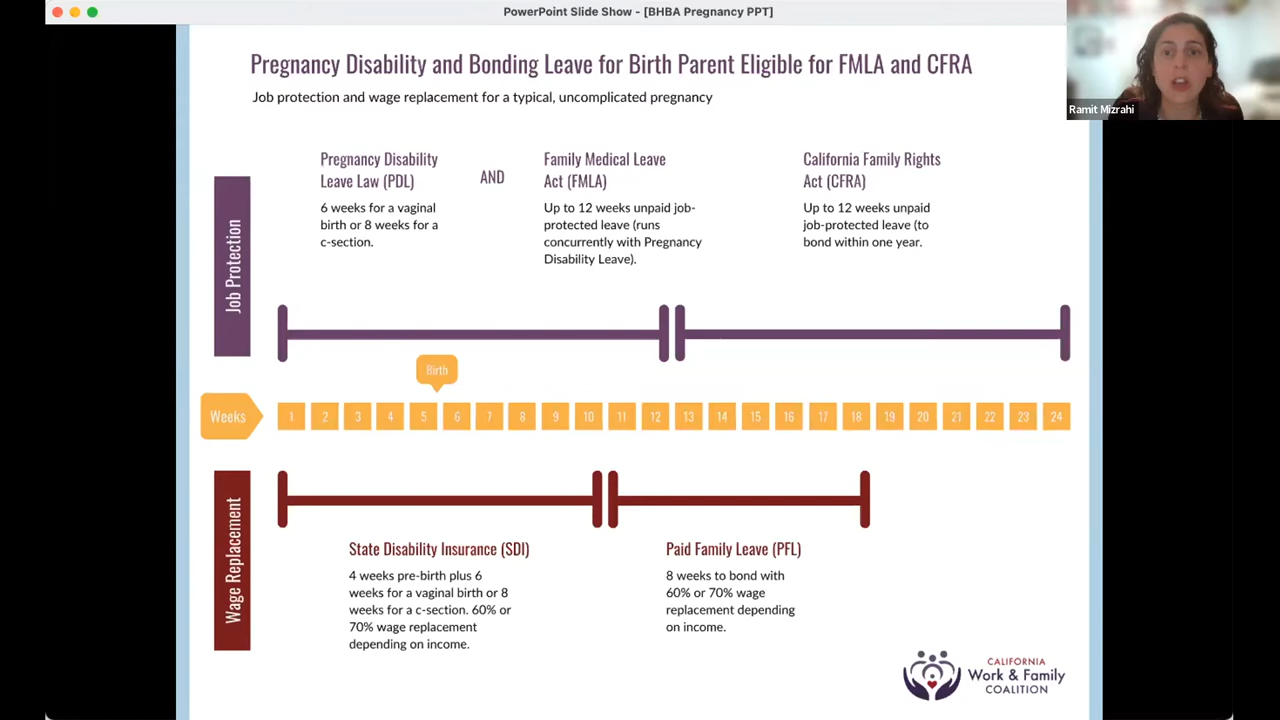 PowerPoint Slide Show - [BHBA Pregnancy PPT]
Ramit Mizrahi
Pregnancy Disability and Bonding Leave for Birth Parent Eligible for FMLA and CFRA
Job protection and wage replacement for a typical, uncomplicated pregnancy
Job Protection
Pregnancy Disability
Leave Law (PDL)
6 weeks for a vaginal
birth or 8 weeks for a
c-section.
AND
Family Medical Leave
Act (FMLA)
Up to 12 weeks unpaid job-
protected leave (runs
concurrently with Pregnancy
Disability Leave).
California Family Rights
Act (CFRA)
Up to 12 weeks unpaid
job-protected leave (to
bond within one year.
Birth
Weeks
1 2 3 4 5 6 7 8 9 10 11 12 13 14 15 16 17 18 19 20 21 22 23 24
Wage Replacement
State Disability Insurance (SDI)
4 weeks pre-birth plus 6
weeks for a vaginal birth or 8
weeks for a c-section. 60% or
70% wage replacement
depending on income.
Paid Family Leave (PFL)
8 weeks to bond with
60% or 70% wage
replacement depending
on income.
CALIFORNIA
Work & Family
COALITION